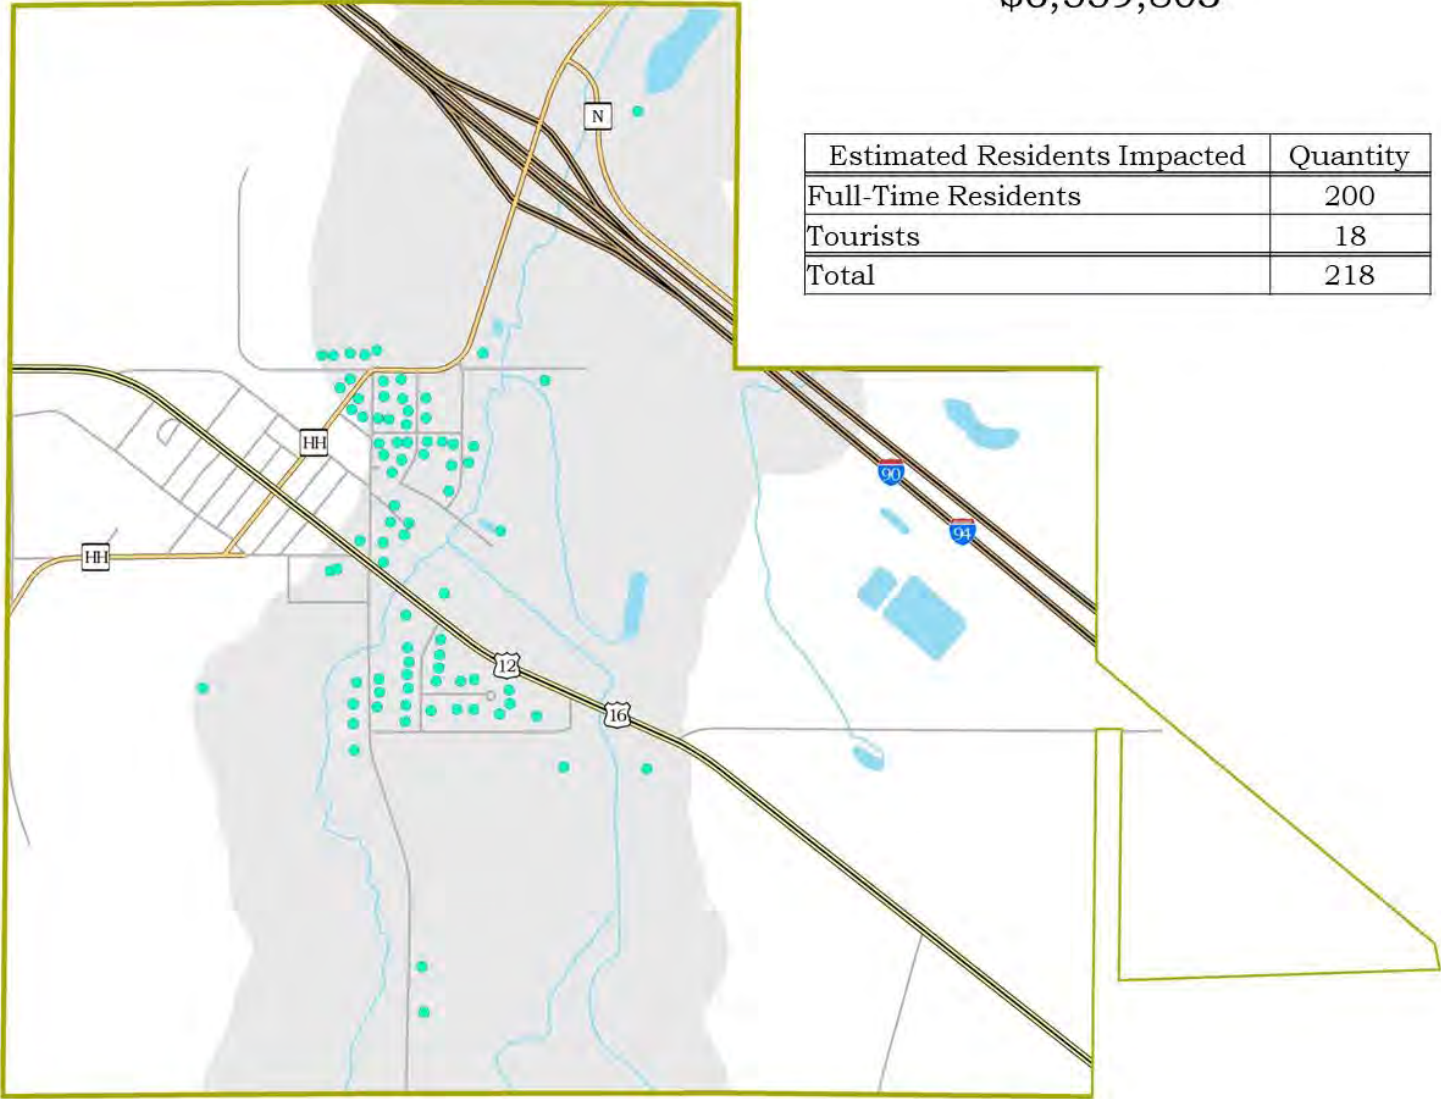 N
Estimated Residents Impacted Quantity
Full-Time Residents 200
Tourists 18
Total 218
HH
90
94
HH
12
16